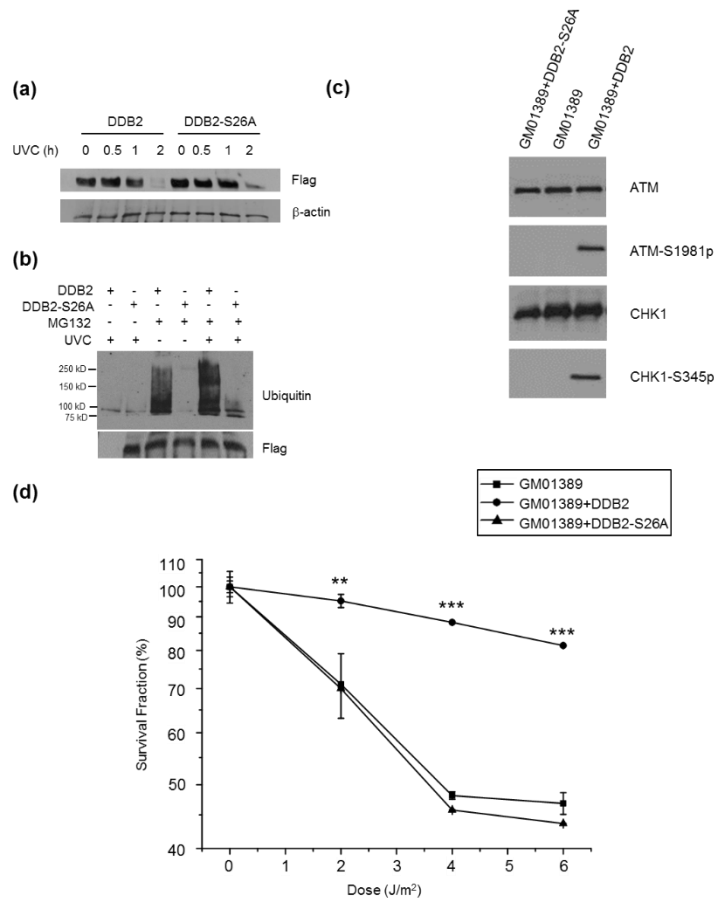 (a)
DDB2 DDB2-S26A
UVC (h) 0 0.5 1 2 0 0.5 1 2
Flag
β-actin
(b)
DDB2 + - + - + -
DDB2-S26A - + - + - +
MG132 - - + + + +
UVC + + - - + +
250 kD
150 kD
100 kD
75 kD
Ubiquitin
Flag
(c)
GM01389+DDB2-S26A
GM01389
GM01389+DDB2
ATM
ATM-S1981p
CHK1
CHK1-S345p
(d)
GM01389
GM01389+DDB2
GM01389+DDB2-S26A
110
100
90
80
70
60
50
40
Survival Fraction (%)
**
***
***
0 1 2 3 4 5 6
Dose (J/m²)